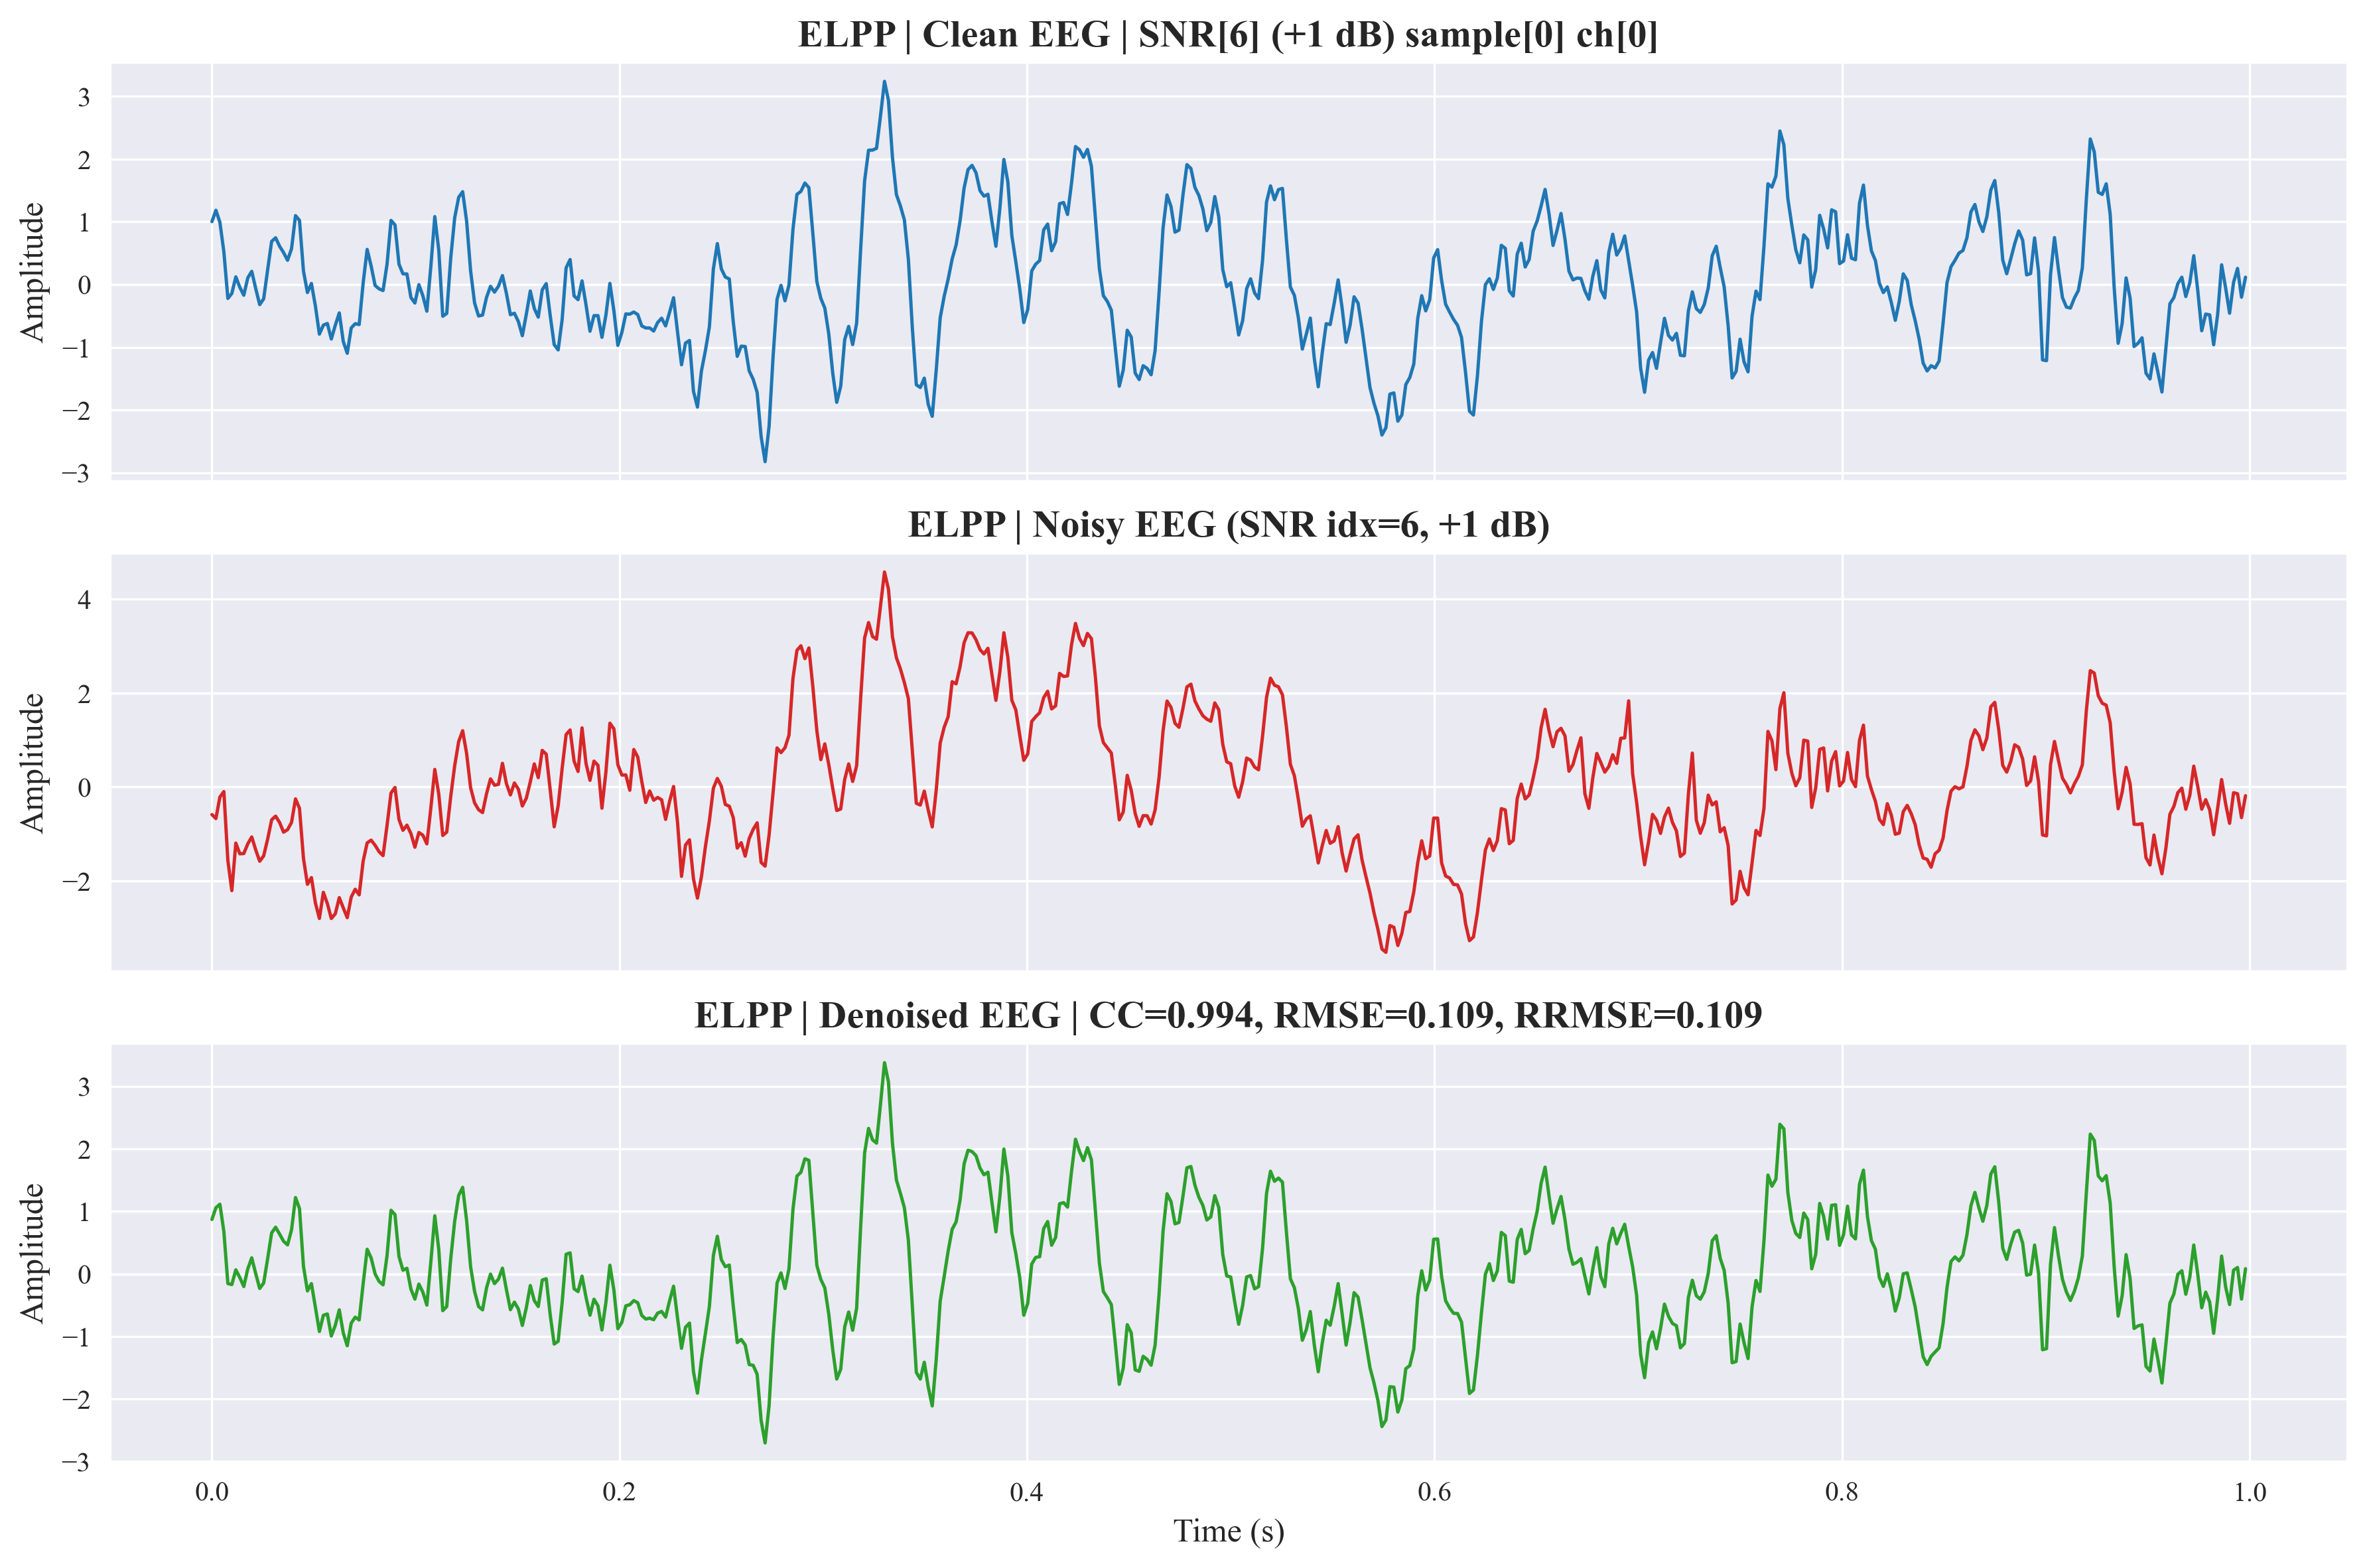 ELPP | Clean EEG | SNR[6] (+1 dB) sample[0] ch[0]
3
2
1
0
−1
−2
−3
Amplitude
ELPP | Noisy EEG (SNR idx=6, +1 dB)
4
2
0
−2
Amplitude
ELPP | Denoised EEG | CC=0.994, RMSE=0.109, RRMSE=0.109
3
2
1
0
−1
−2
−3
Amplitude
0.0 0.2 0.4 0.6 0.8 1.0
Time (s)